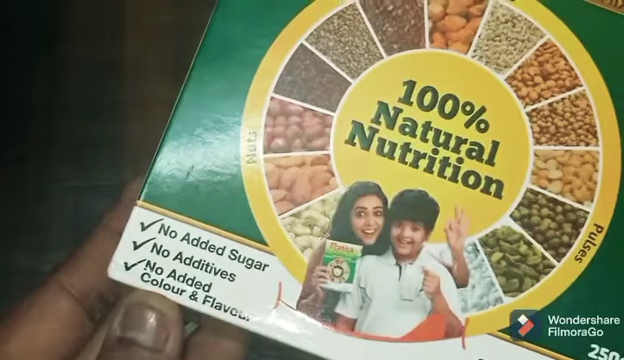 100%
Natural
Nutrition
Nuts
Pulses
No Added Sugar
No Additives
No Added
Colour & Flavour
Wondershare
FilmoraGo
250